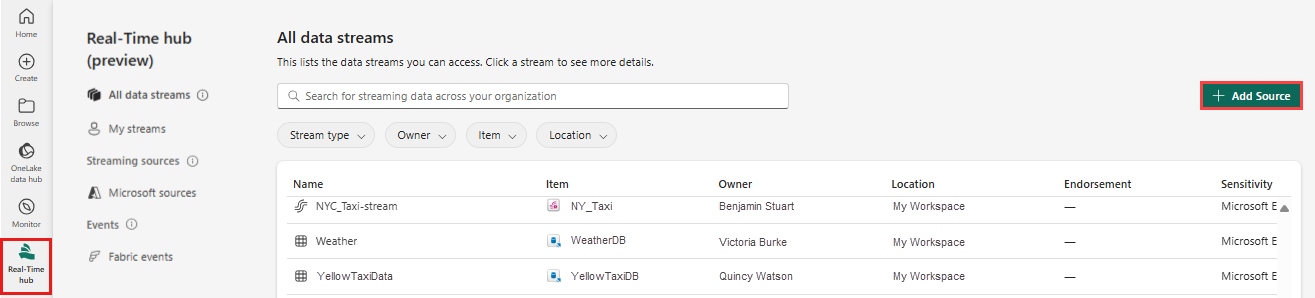 Home
Create
Browse
OneLake
data hub
Monitor
Real-Time
hub
Real-Time hub
(preview)
All data streams
My streams
Streaming sources
Microsoft sources
Events
Fabric events
All data streams
This lists the data streams you can access. Click a stream to see more details.
Search for streaming data across your organization
+ Add Source
Stream type Owner Item Location
Name Item Owner Location Endorsement Sensitivity
NYC_Taxi-stream NY_Taxi Benjamin Stuart My Workspace — Microsoft E
Weather WeatherDB Victoria Burke My Workspace — Microsoft E
YellowTaxiData YellowTaxiDB Quincy Watson My Workspace — Microsoft E